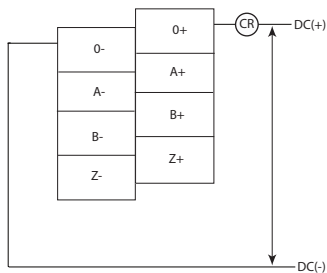 0+
CR
DC(+)
0-
A+
A-
B+
B-
Z+
Z-
DC(-)